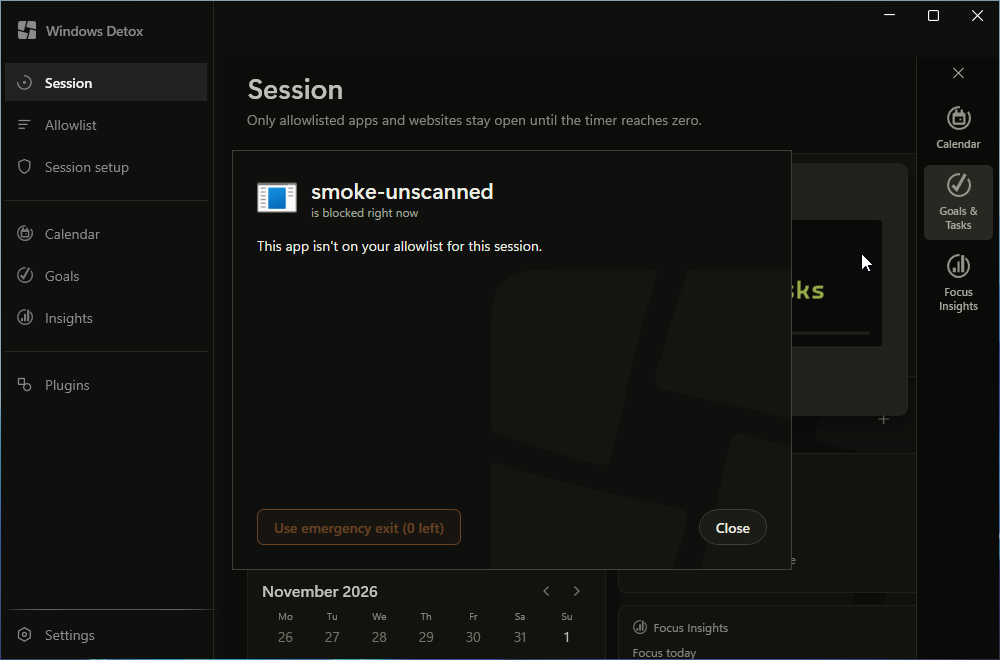 Windows Detox
Session
Allowlist
Session setup
Calendar
Goals
Insights
Plugins
Settings
Session
Only allowlisted apps and websites stay open until the timer reaches zero.
smoke-unscanned
is blocked right now
This app isn't on your allowlist for this session.
Use emergency exit (0 left)
Close
November 2026
Mo Tu We Th Fr Sa Su
26 27 28 29 30 31 1
Focus Insights
Focus today
Calendar
Goals &
Tasks
Focus
Insights